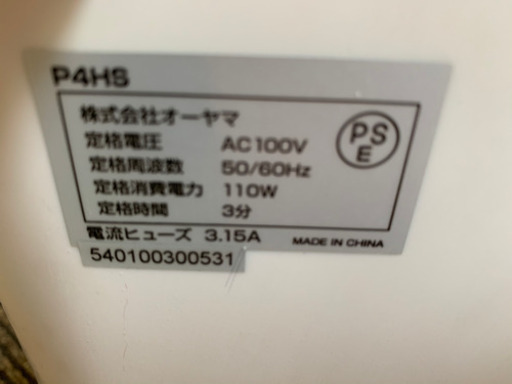 P4HS
株式会社オーヤマ
定格電圧 AC100V
定格周波数 50/60Hz
定格消費電力 110W
定格時間 3分
PS
E
電流ヒューズ 3.15A
MADE IN CHINA
540100300531